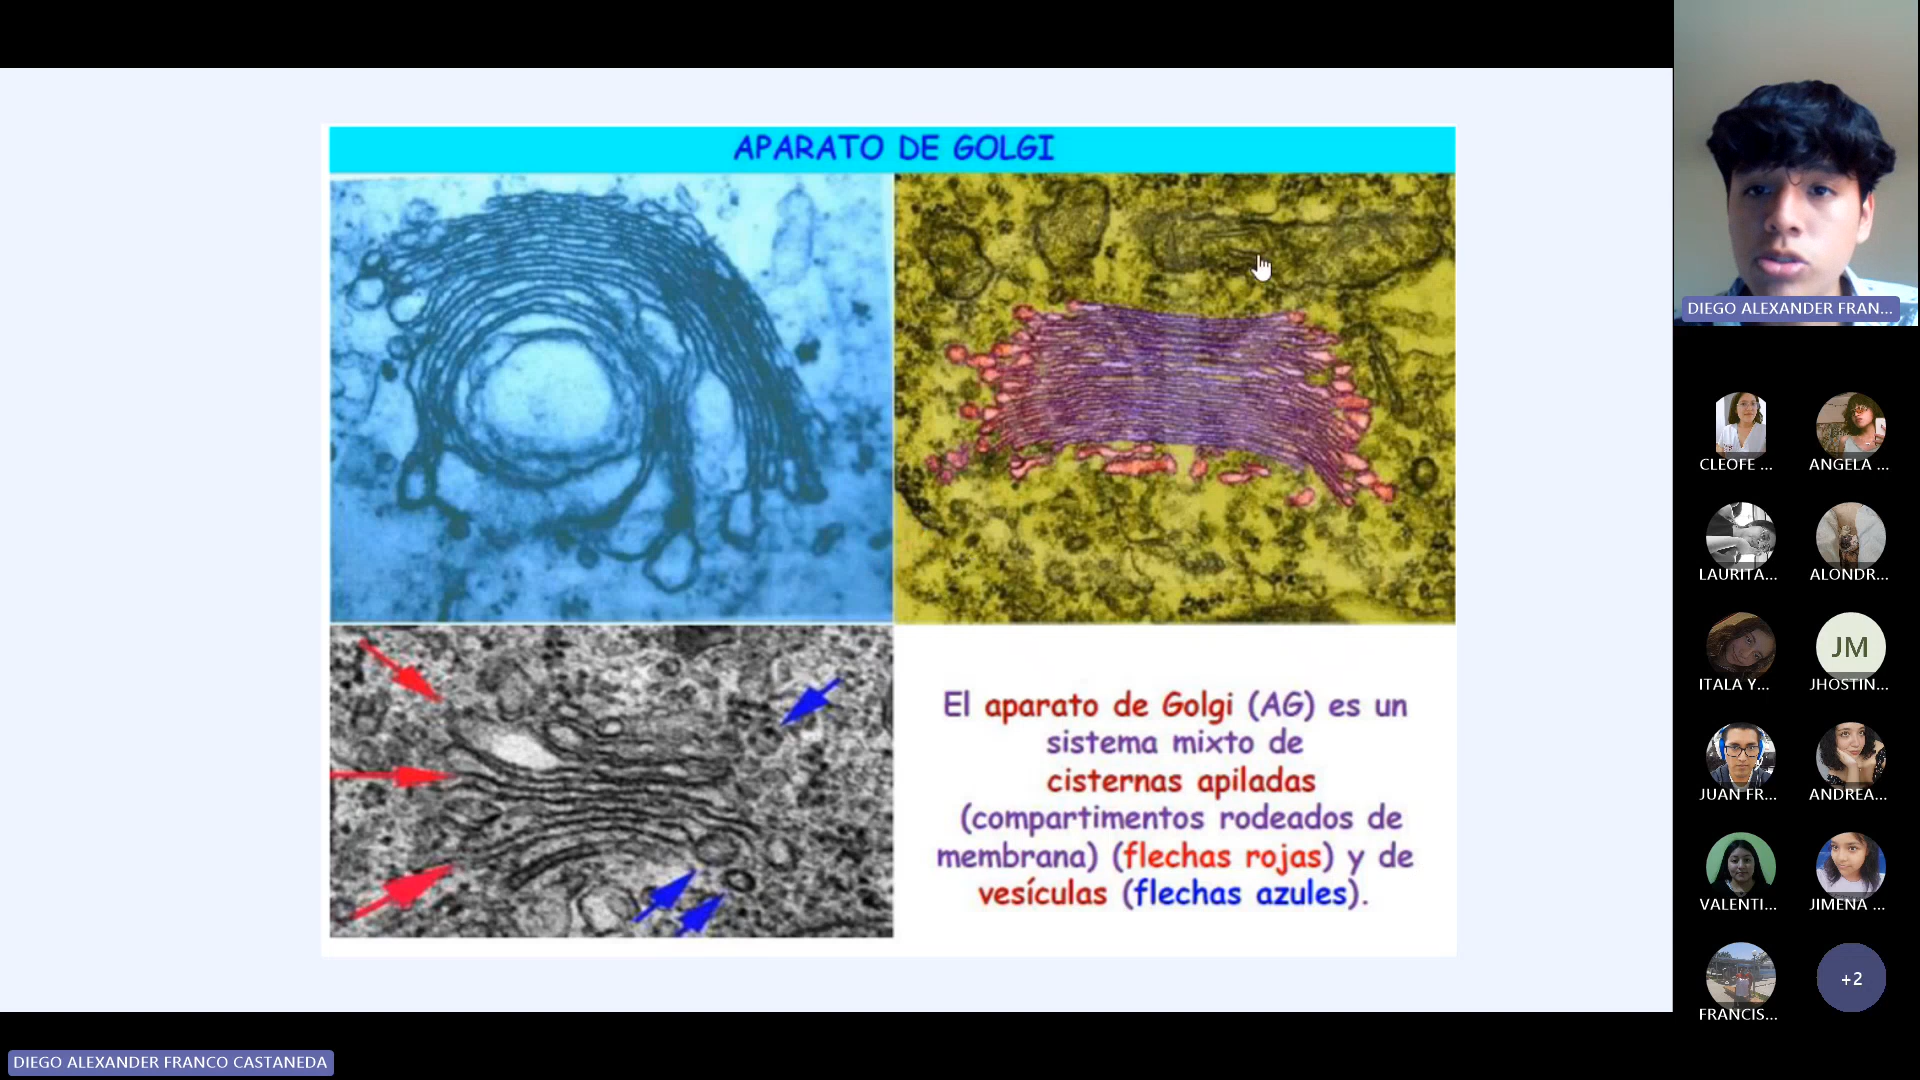 APARATO DE GOLGI
El aparato de Golgi (AG) es un
sistema mixto de
cisternas apiladas
(compartimentos rodeados de
membrana) (flechas rojas) y de
vesículas (flechas azules).
DIEGO ALEXANDER FRAN...
CLEOFE ...
ANGELA ...
LAURITA...
ALONDR...
JM
ITALA Y...
JHOSTIN...
JUAN FR...
ANDREA...
VALENTI...
JIMENA ...
+2
FRANCIS...
DIEGO ALEXANDER FRANCO CASTANEDA